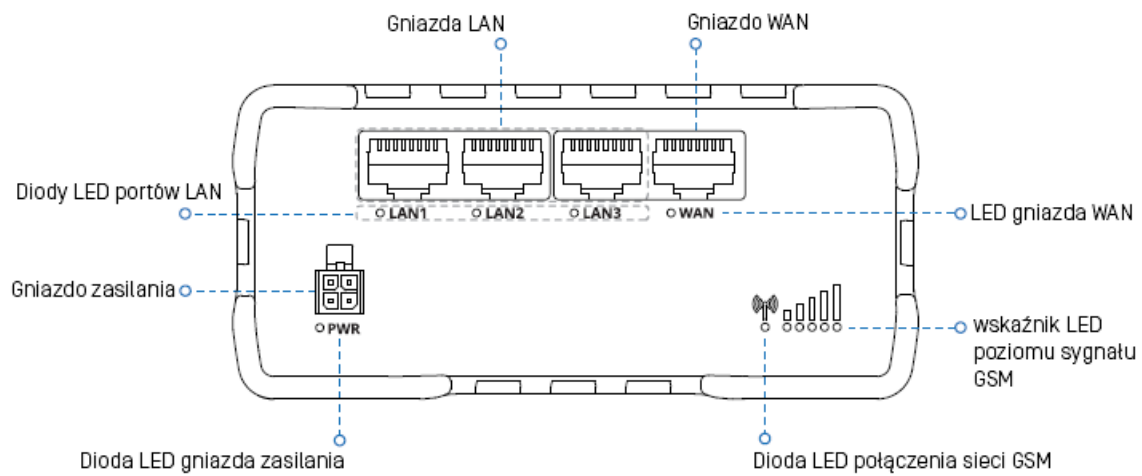 Gniazda LAN
Gniazdo WAN
Diody LED portów LAN
LAN1
LAN2
LAN3
WAN
LED gniazda WAN
Gniazdo zasilania
PWR
wskaźnik LED
poziomu sygnału
GSM
Dioda LED gniazda zasilania
Dioda LED połączenia sieci GSM